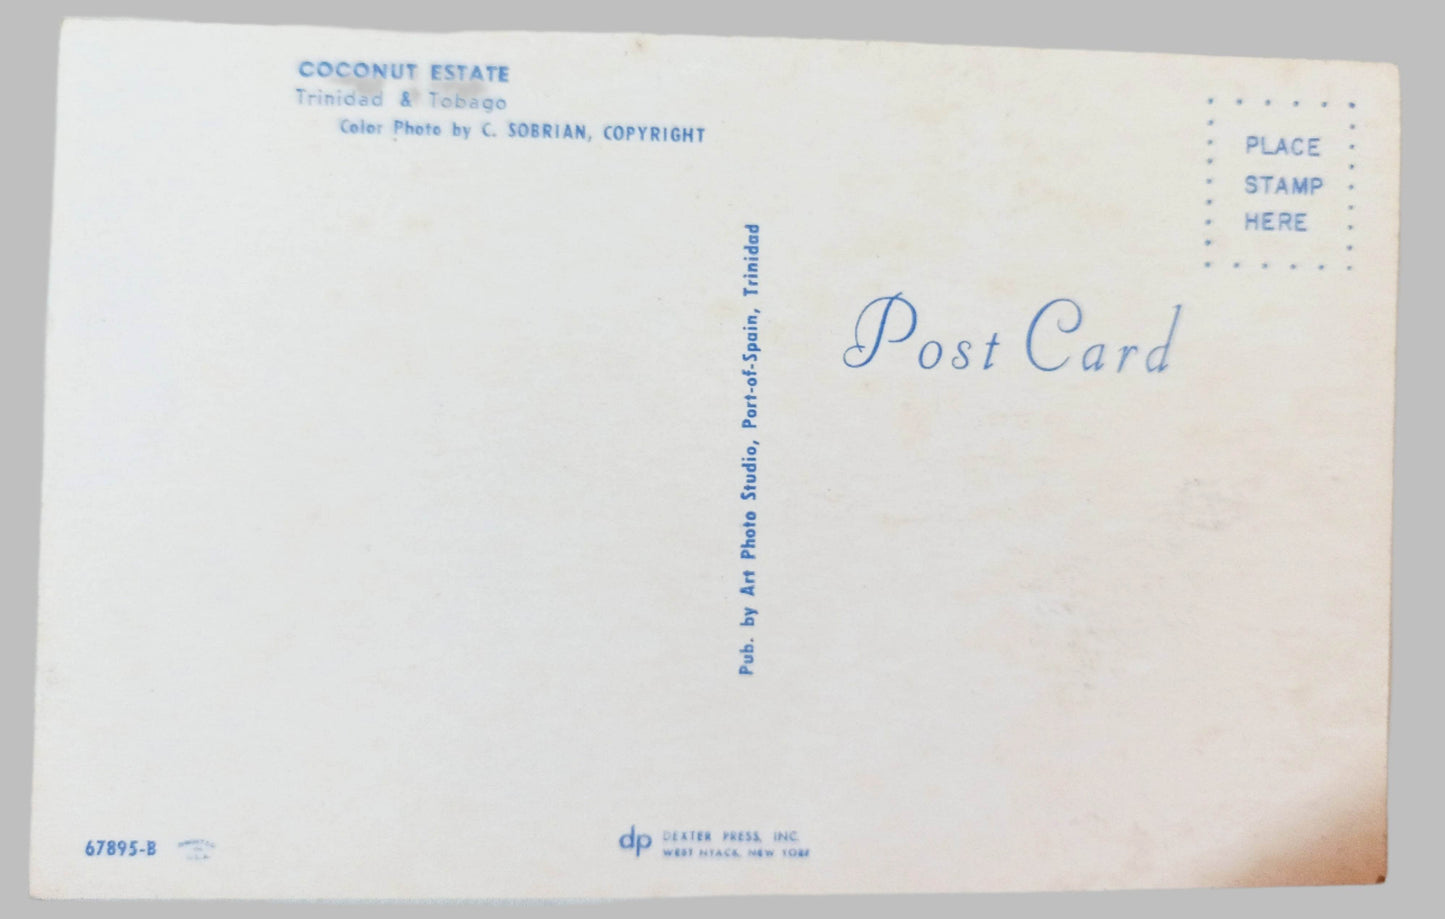 COCONUT ESTATE
Trinidad & Tobago
Color Photo by C. SOBRIAN, COPYRIGHT
PLACE
STAMP
HERE
Post Card
Pub. by Art Photo Studio, Port-of-Spain, Trinidad
67895-B
dp
DEXTER PRESS, INC.
WEST NYACK, NEW YORK